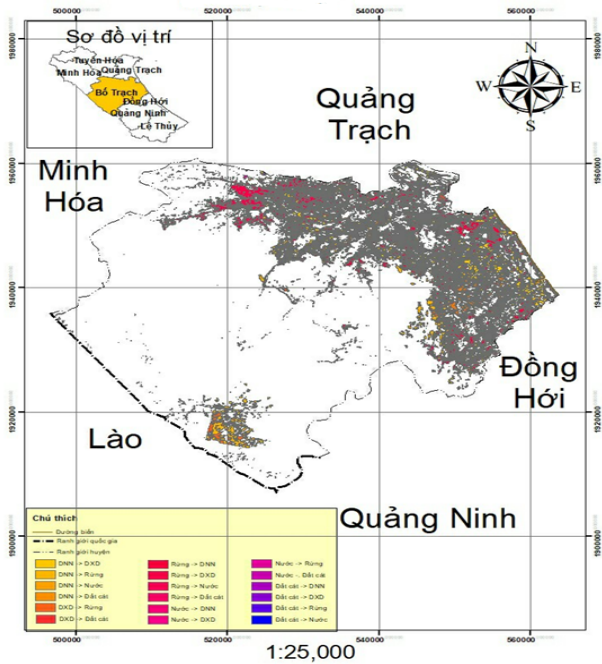 500000 520000 540000 560000
Sơ đồ vị trí
Tuyên Hóa
Minh Hóa Quảng Trạch
Bố Trạch
Đồng Hới
Quảng Ninh
Lệ Thủy
N
W E
S
Quảng
Trạch
Minh
Hóa
Đồng
Hới
Lào
Quảng Ninh
1980000
1960000
1940000
1920000
1900000
1980000
1960000
1940000
1920000
1900000
Chú thích
Đường biển
Ranh giới quốc gia
Ranh giới huyện
DNN -> DXD
DNN -> Rừng
DNN -> Nước
DNN -> Đất cát
DXD -> Rừng
DXD -> Đất cát
Rừng -> DNN
Rừng -> DXD
Rừng -> Nước
Rừng -> Đất cát
Nước -> DNN
Nước -> DXD
Nước -> Rừng
Nước -. Đất cát
Đất cát -> DNN
Đất cát -> DXD
Đất cát -> Rừng
Đất cát -> Nước
500000 520000 540000 560000
1:25,000